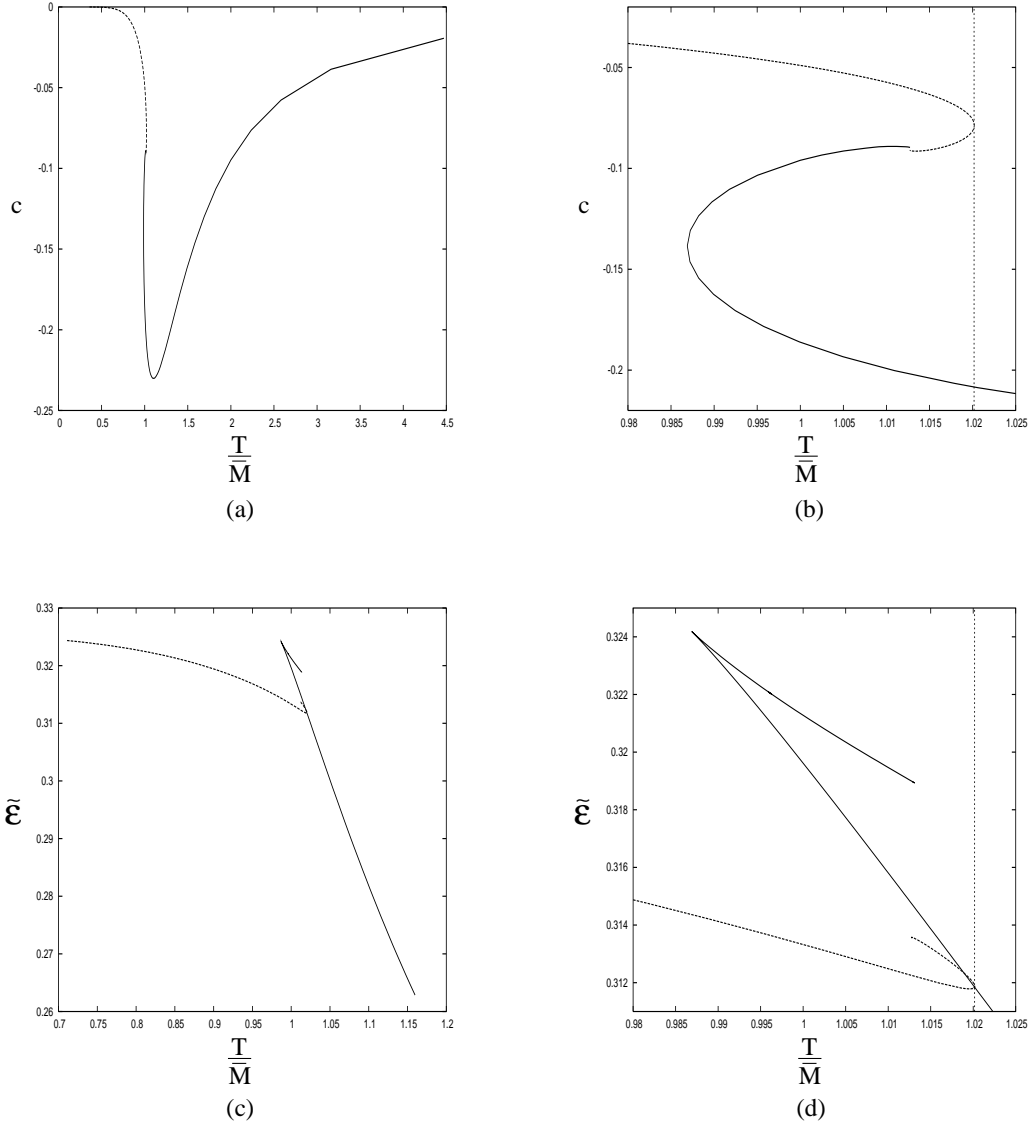 0
-0.05
-0.1
-0.15
-0.2
-0.25
c
0 0.5 1 1.5 2 2.5 3 3.5 4 4.5
T
M̅
(a)
-0.05
-0.1
-0.15
-0.2
c
0.98 0.985 0.99 0.995 1 1.005 1.01 1.015 1.02 1.025
T
M̅
(b)
0.33
0.32
0.31
0.3
0.29
0.28
0.27
0.26
ε̃
0.7 0.75 0.8 0.85 0.9 0.95 1 1.05 1.1 1.15 1.2
T
M̅
(c)
0.324
0.322
0.32
0.318
0.316
0.314
0.312
ε̃
0.98 0.985 0.99 0.995 1 1.005 1.01 1.015 1.02 1.025
T
M̅
(d)